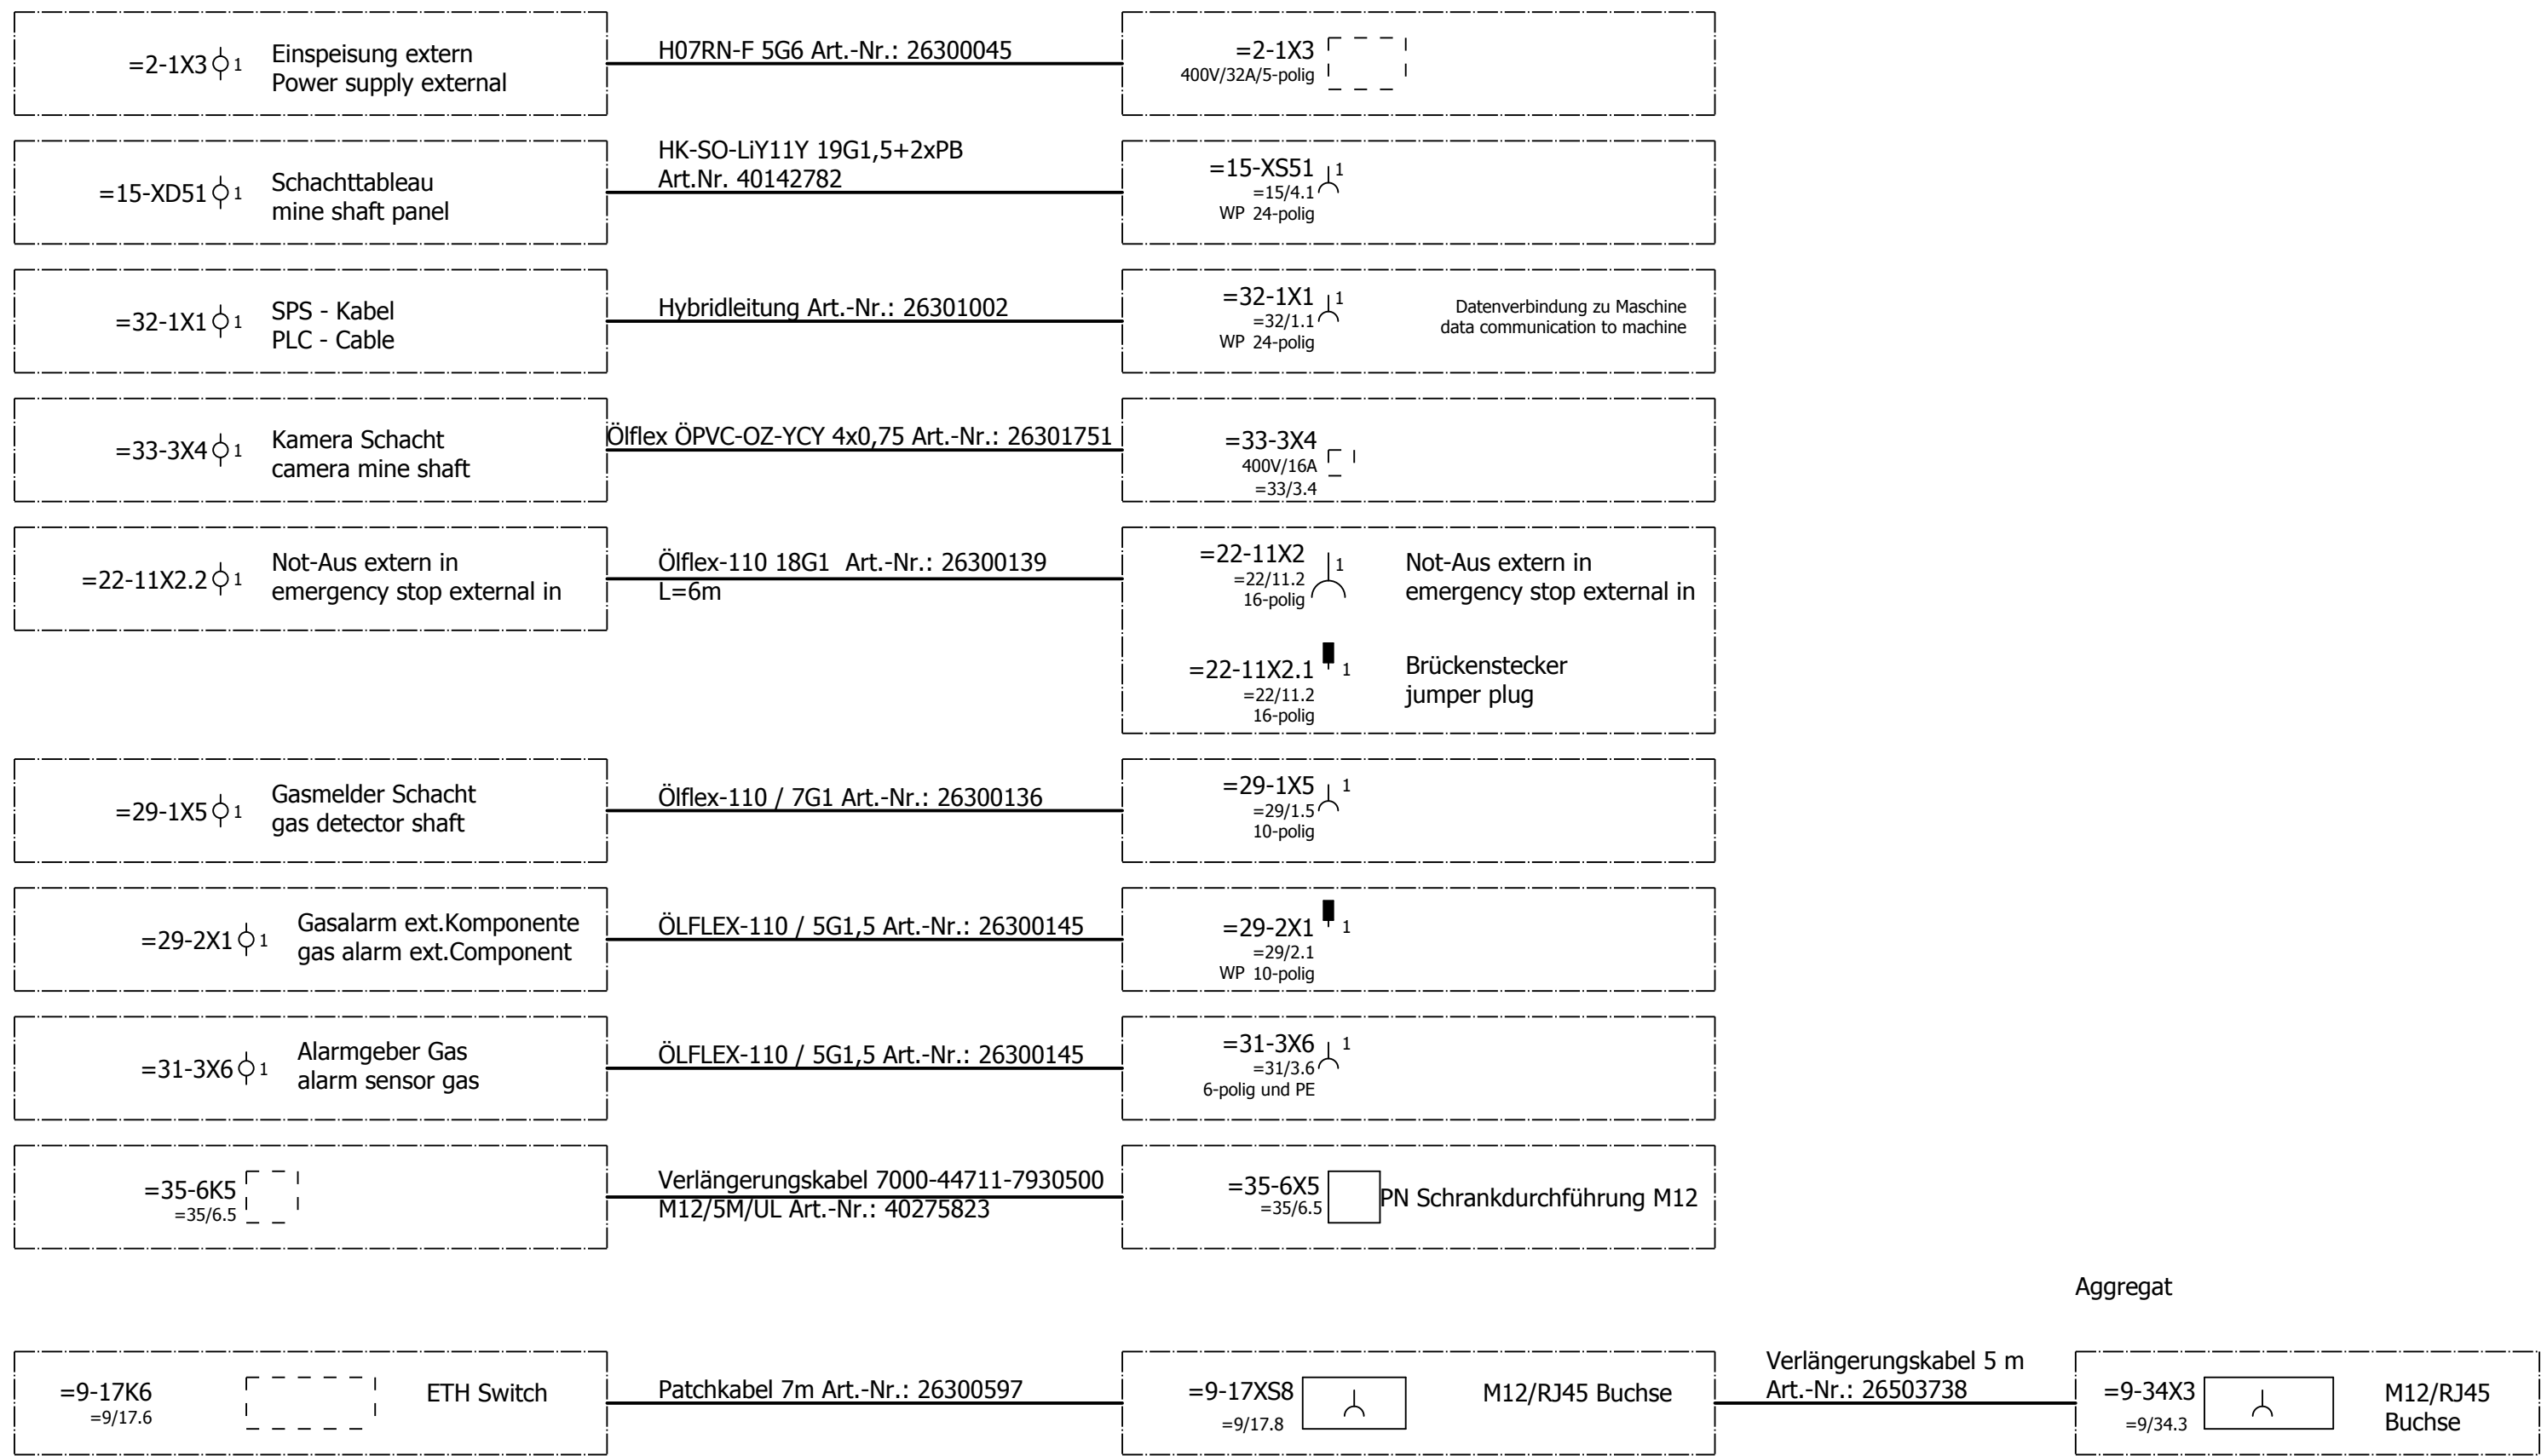 =2-1X3 1 Einspeisung extern
Power supply external
H07RN-F 5G6 Art.-Nr.: 26300045
=2-1X3
400V/32A/5-polig
=15-XD51 1 Schachttableau
mine shaft panel
HK-SO-LiY11Y 19G1,5+2xPB
Art.Nr. 40142782
=15-XS51 1
=15/4.1
WP 24-polig
=32-1X1 1 SPS - Kabel
PLC - Cable
Hybridleitung Art.-Nr.: 26301002
=32-1X1 1
=32/1.1
WP 24-polig
Datenverbindung zu Maschine
data communication to machine
=33-3X4 1 Kamera Schacht
camera mine shaft
Ölflex ÖPVC-OZ-YCY 4x0,75 Art.-Nr.: 26301751
=33-3X4
400V/16A
=33/3.4
=22-11X2.2 1 Not-Aus extern in
emergency stop external in
Ölflex-110 18G1 Art.-Nr.: 26300139
L=6m
=22-11X2 1
=22/11.2
16-polig
Not-Aus extern in
emergency stop external in
=22-11X2.1 1
=22/11.2
16-polig
Brückenstecker
jumper plug
=29-1X5 1 Gasmelder Schacht
gas detector shaft
Ölflex-110 / 7G1 Art.-Nr.: 26300136
=29-1X5 1
=29/1.5
10-polig
=29-2X1 1 Gasalarm ext.Komponente
gas alarm ext.Component
ÖLFLEX-110 / 5G1,5 Art.-Nr.: 26300145
=29-2X1 1
=29/2.1
WP 10-polig
=31-3X6 1 Alarmgeber Gas
alarm sensor gas
ÖLFLEX-110 / 5G1,5 Art.-Nr.: 26300145
=31-3X6 1
=31/3.6
6-polig und PE
=35-6K5
=35/6.5
Verlängerungskabel 7000-44711-7930500
M12/5M/UL Art.-Nr.: 40275823
=35-6X5
=35/6.5
PN Schrankdurchführung M12
Aggregat
=9-17K6
=9/17.6
ETH Switch
Patchkabel 7m Art.-Nr.: 26300597
=9-17XS8
=9/17.8
M12/RJ45 Buchse
Verlängerungskabel 5 m
Art.-Nr.: 26503738
=9-34X3
=9/34.3
M12/RJ45
Buchse